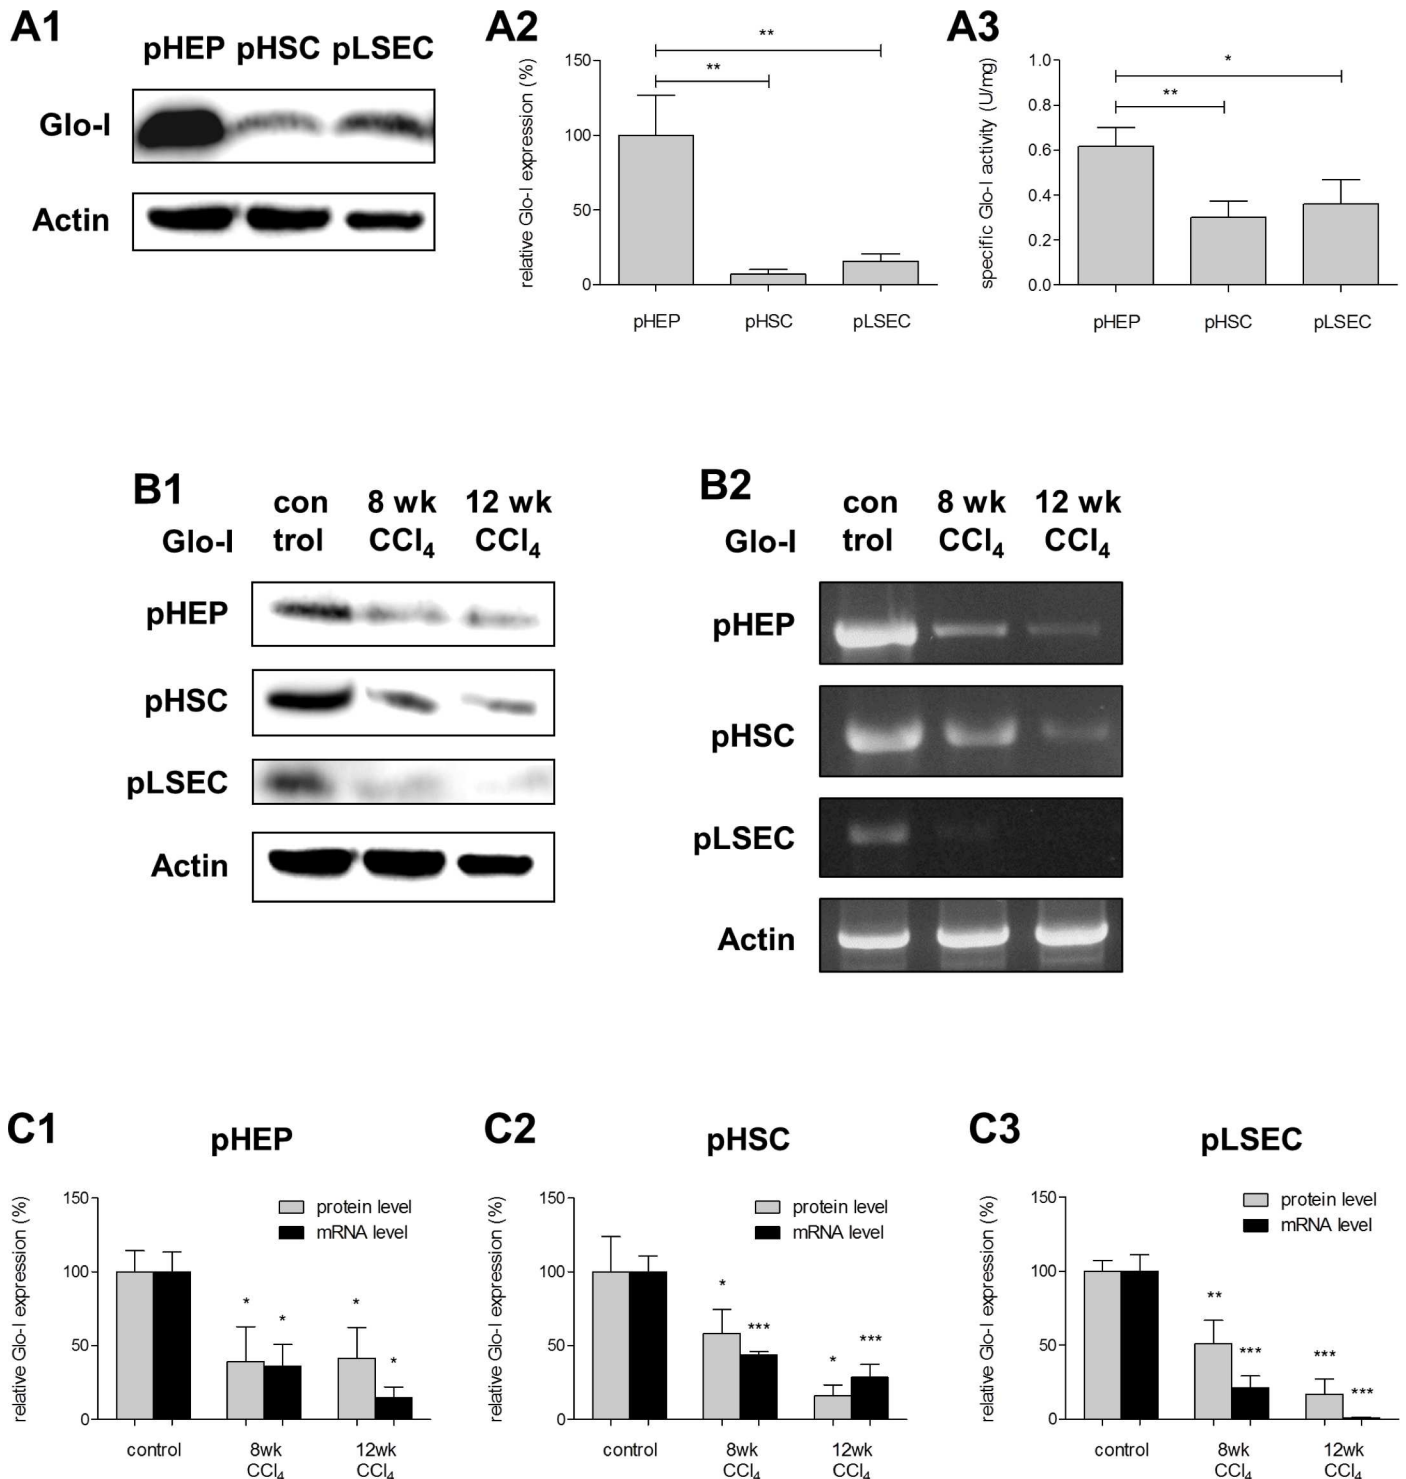 A1
pHEP pHSC pLSEC
Glo-I
Actin
A2
relative Glo-I expression (%)
150
100
50
0
**
**
pHEP
pHSC
pLSEC
A3
specific Glo-I activity (U/mg)
1.0
0.8
0.6
0.4
0.2
0.0
*
**
pHEP
pHSC
pLSEC
B1
Glo-I
con
trol
8 wk
CCl4
12 wk
CCl4
pHEP
pHSC
pLSEC
Actin
B2
Glo-I
con
trol
8 wk
CCl4
12 wk
CCl4
pHEP
pHSC
pLSEC
Actin
C1
pHEP
relative Glo-I expression (%)
150
100
50
0
protein level
mRNA level
*
*
*
*
control
8wk
CCl4
12wk
CCl4
C2
pHSC
relative Glo-I expression (%)
150
100
50
0
protein level
mRNA level
*
***
*
***
control
8wk
CCl4
12wk
CCl4
C3
pLSEC
relative Glo-I expression (%)
150
100
50
0
protein level
mRNA level
**
***
***
***
control
8wk
CCl4
12wk
CCl4